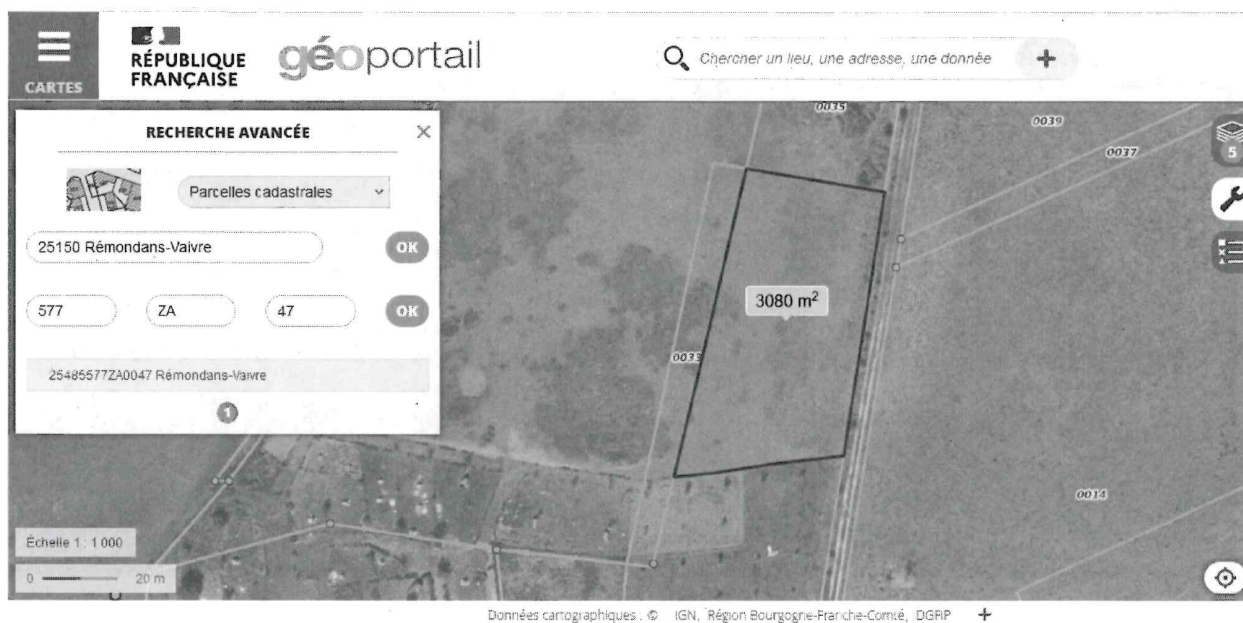 CARTES
RÉPUBLIQUE
FRANÇAISE
géoportail
Chercher un lieu, une adresse, une donnée
RECHERCHE AVANCÉE
Parcelles cadastrales
25150 Rémondans-Vaivre
OK
577
ZA
47
OK
25485577ZA0047 Rémondans-Vaivre
1
0035
0039
0037
5
3080 m²
0033
0014
Échelle 1 : 1 000
0
20 m
Données cartographiques : © IGN, Région Bourgogne-Franche-Comté, DGFIP